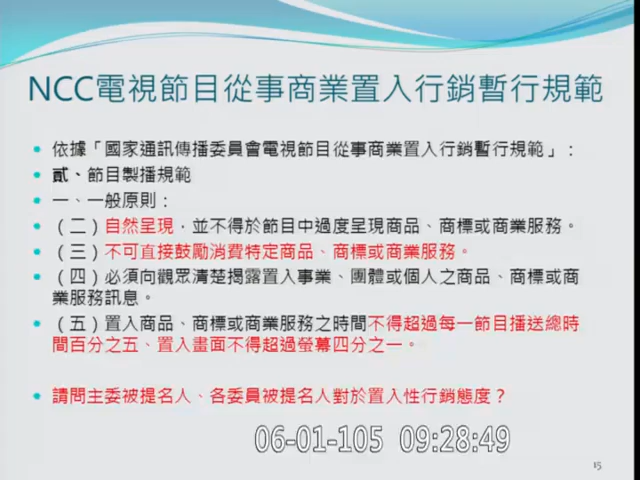 NCC電視節目從事商業置入行銷暫行規範
依據「國家通訊傳播委員會電視節目從事商業置入行銷暫行規範」：
貳、節目製播規範
一、一般原則：
（二）自然呈現，並不得於節目中過度呈現商品、商標或商業服務。
（三）不可直接鼓勵消費特定商品、商標或商業服務。
（四）必須向觀眾清楚揭露置入事業、團體或個人之商品、商標或商
業服務訊息。
（五）置入商品、商標或商業服務之時間不得超過每一節目播送總時
間百分之五、置入畫面不得超過螢幕四分之一。
請問主委被提名人、各委員被提名人對於置入性行銷態度？
06-01-105 09:28:49
15